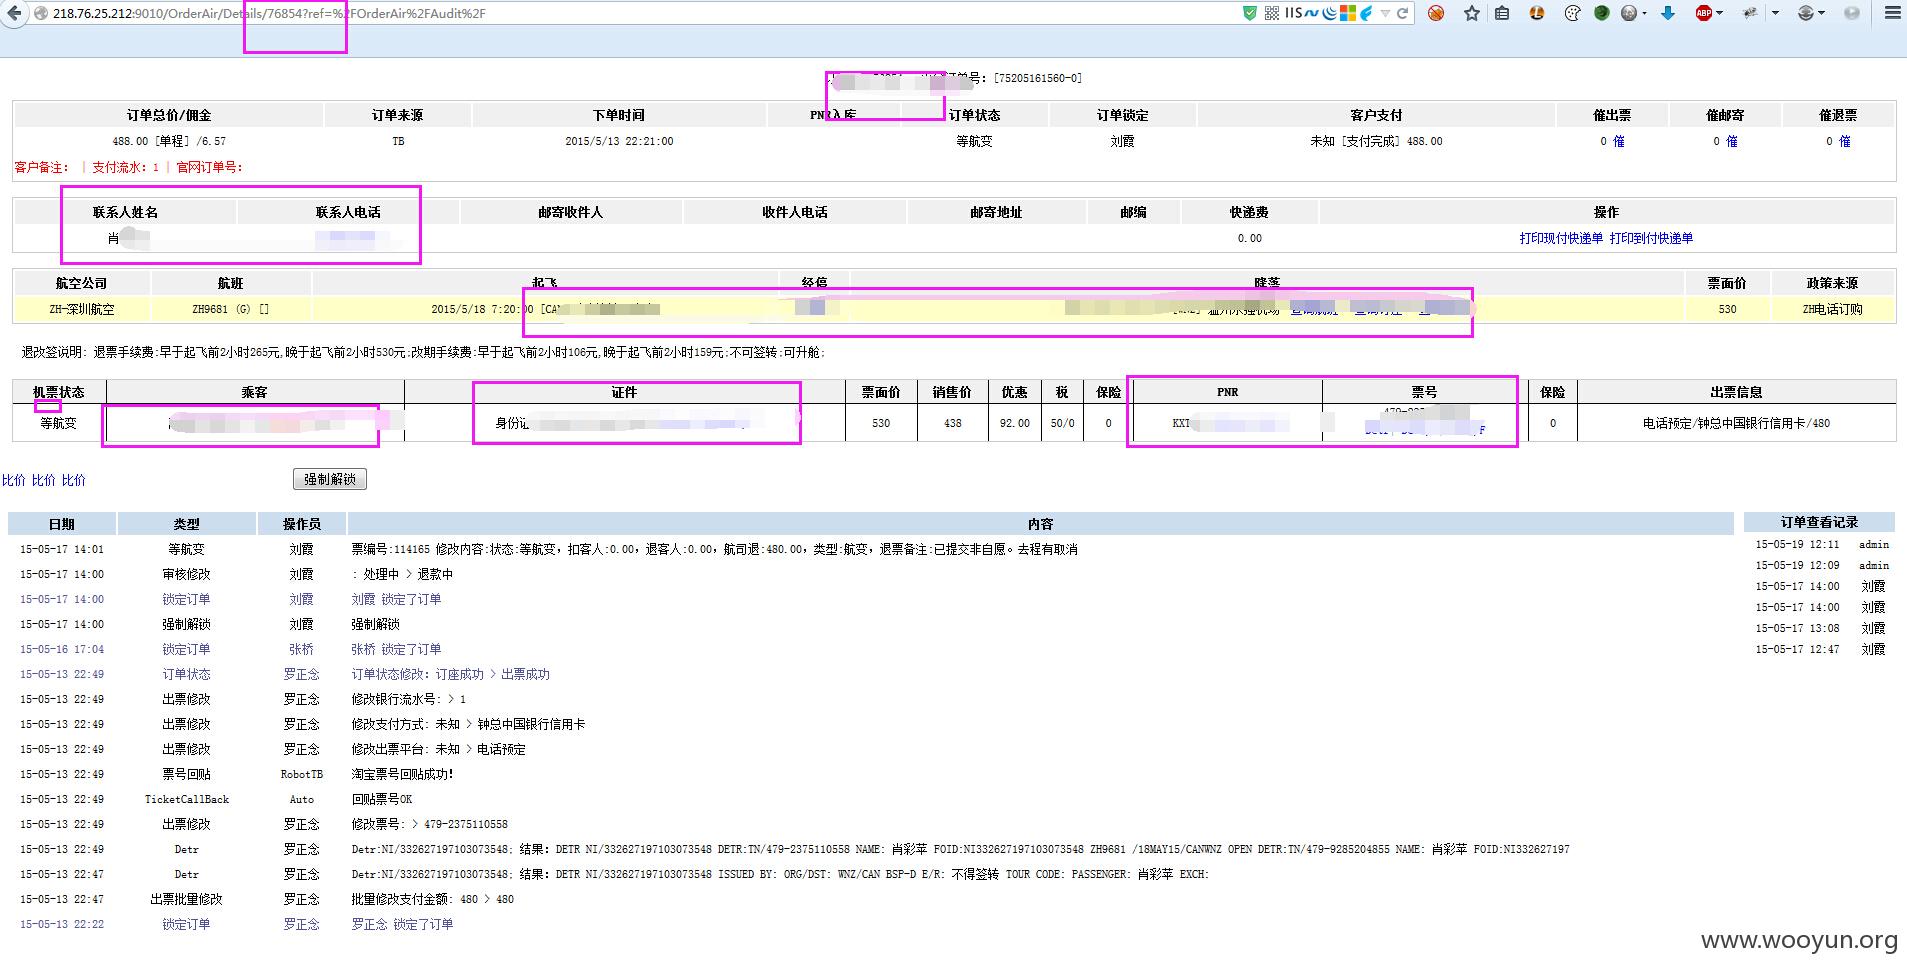 218.76.25.212:9010/OrderAir/Details/76854?ref=%2FOrderAir%2FAudit%2F
IIS
ABP
订单号: [75205161560-0]
订单总价/佣金 订单来源 下单时间 PNR入库 订单状态 订单锁定 客户支付 催出票 催邮寄 催退票
488.00 [单程] /6.57 TB 2015/5/13 22:21:00 等航变 刘霞 未知 [支付完成] 488.00 0 催 0 催 0 催
客户备注: | 支付流水: 1 | 官网订单号:
联系人姓名 联系人电话 邮寄收件人 收件人电话 邮寄地址 邮编 快递费 操作
肖 0.00 打印现付快递单 打印到付快递单
航空公司 航班 起飞 经停 降落 票面价 政策来源
ZH-深圳航空 ZH9681 (G) [] 2015/5/18 7:20:00 [CA 530 ZH电话订购
退改签说明: 退票手续费:早于起飞前2小时265元,晚于起飞前2小时530元;改期手续费:早于起飞前2小时106元,晚于起飞前2小时159元;不可签转;可升舱;
机票状态 乘客 证件 票面价 销售价 优惠 税 保险 PNR 票号 保险 出票信息
等航变 身份证 530 438 92.00 50/0 0 KXT 0 电话预定/钟总中国银行信用卡/480
比价 比价 比价 强制解锁
日期 类型 操作员 内容 订单查看记录
15-05-17 14:01 等航变 刘霞 票编号:114165 修改内容:状态:等航变, 扣客人:0.00, 退客人:0.00, 航司退:480.00, 类型:航变, 退票备注:已提交非自愿。去程有取消
15-05-17 14:00 审核修改 刘霞 : 处理中 > 退款中
15-05-17 14:00 锁定订单 刘霞 刘霞 锁定了订单
15-05-17 14:00 强制解锁 刘霞 强制解锁
15-05-16 17:04 锁定订单 张桥 张桥 锁定了订单
15-05-13 22:49 订单状态 罗正念 订单状态修改: 订座成功 > 出票成功
15-05-13 22:49 出票修改 罗正念 修改银行流水号: > 1
15-05-13 22:49 出票修改 罗正念 修改支付方式: 未知 > 钟总中国银行信用卡
15-05-13 22:49 出票修改 罗正念 修改出票平台: 未知 > 电话预定
15-05-13 22:49 票号回贴 RobotTB 淘宝票号回贴成功!
15-05-13 22:49 TicketCallBack Auto 回贴票号OK
15-05-13 22:49 出票修改 罗正念 修改票号: > 479-2375110558
15-05-13 22:49 Detr 罗正念 Detr:NI/332627197103073548; 结果: DETR NI/332627197103073548 DETR:TN/479-2375110558 NAME: 肖彩苹 FOID:NI332627197103073548 ZH9681 /18MAY15/CANWNZ OPEN DETR:TN/479-9285204855 NAME: 肖彩苹 FOID:NI332627197
15-05-13 22:47 Detr 罗正念 Detr:NI/332627197103073548; 结果: DETR NI/332627197103073548 ISSUED BY: ORG/DST: WNZ/CAN BSP-D E/R: 不得签转 TOUR CODE: PASSENGER: 肖彩苹 EXCH:
15-05-13 22:47 出票批量修改 罗正念 批量修改支付金额: 480 > 480
15-05-13 22:22 锁定订单 罗正念 罗正念 锁定了订单
15-05-19 12:11 admin
15-05-19 12:09 admin
15-05-17 14:00 刘霞
15-05-17 14:00 刘霞
15-05-17 13:08 刘霞
15-05-17 12:47 刘霞
www.wooyun.org